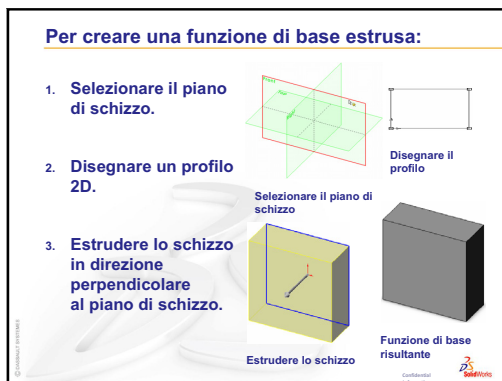 Per creare una funzione di base estrusa:
1. Selezionare il piano
di schizzo.
2. Disegnare un profilo
2D.
3. Estrudere lo schizzo
in direzione
perpendicolare
al piano di schizzo.
Disegnare il
profilo
Selezionare il piano di
schizzo
Estrudere lo schizzo
Funzione di base
risultante
Confidential
SolidWorks